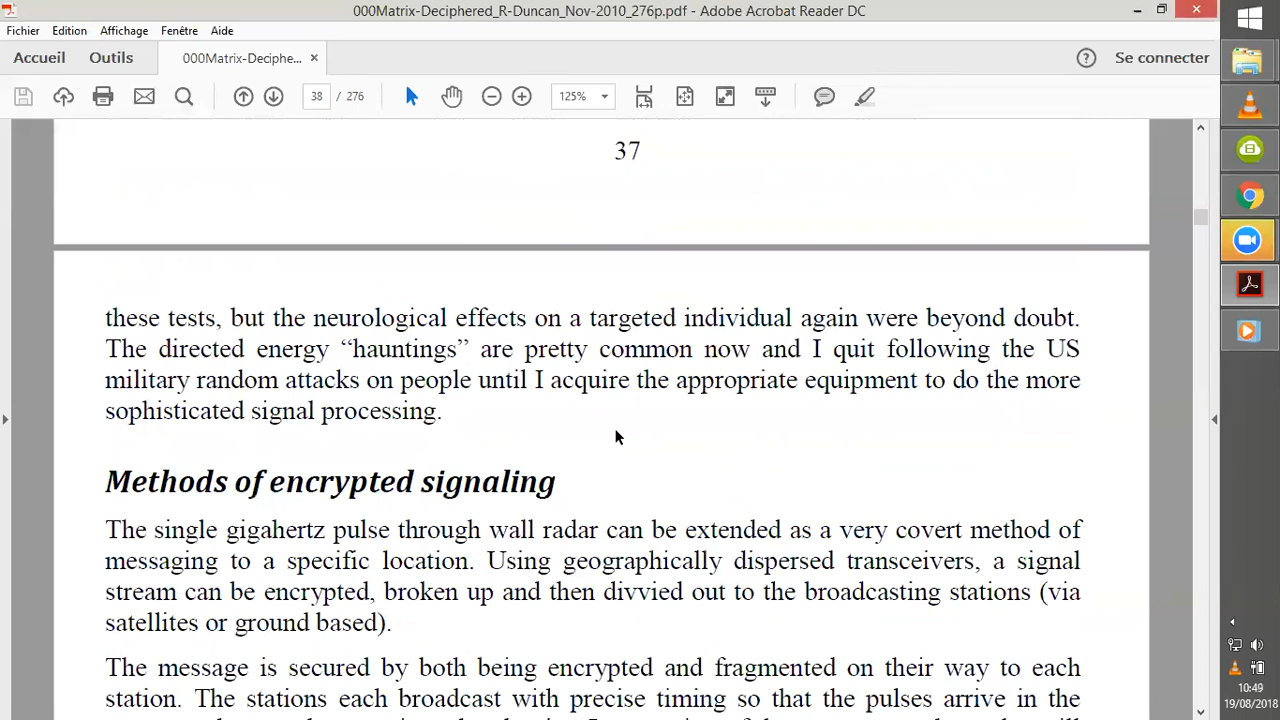 000Matrix-Deciphered_R-Duncan_Nov-2010_276p.pdf - Adobe Acrobat Reader DC
Fichier Edition Affichage Fenêtre Aide
Accueil Outils 000Matrix-Deciphe... × Se connecter
38 / 276 125%
37
these tests, but the neurological effects on a targeted individual again were beyond doubt.
The directed energy “hauntings” are pretty common now and I quit following the US
military random attacks on people until I acquire the appropriate equipment to do the more
sophisticated signal processing.
Methods of encrypted signaling
The single gigahertz pulse through wall radar can be extended as a very covert method of
messaging to a specific location. Using geographically dispersed transceivers, a signal
stream can be encrypted, broken up and then divvied out to the broadcasting stations (via
satellites or ground based).
The message is secured by both being encrypted and fragmented on their way to each
station. The stations each broadcast with precise timing so that the pulses arrive in the
10:49
19/08/2018